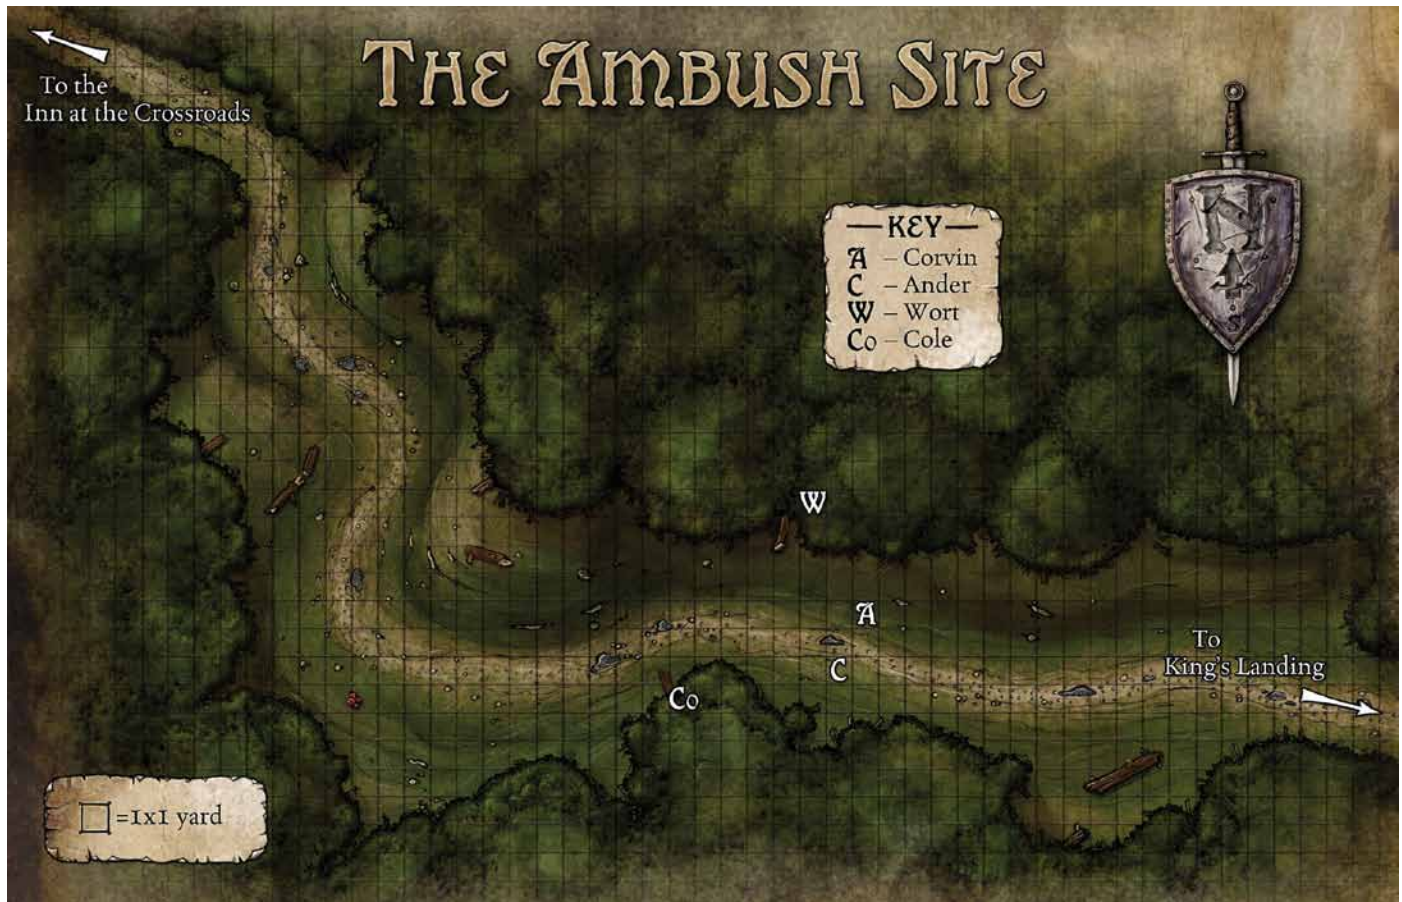 The Ambush Site
To the
Inn at the Crossroads
N
S
KEY
A – Corvin
C – Ander
W – Wort
Co – Cole
W
A
C
Co
To
King's Landing
=1x1 yard